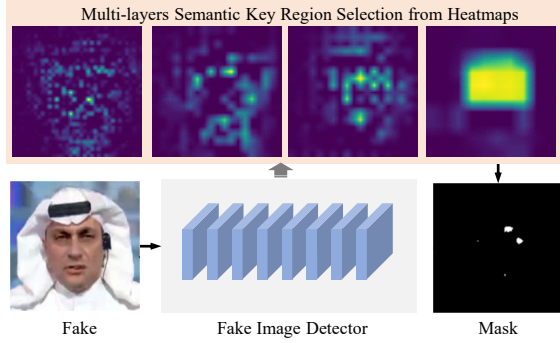 Multi-layers Semantic Key Region Selection from Heatmaps
Fake
Fake Image Detector
Mask